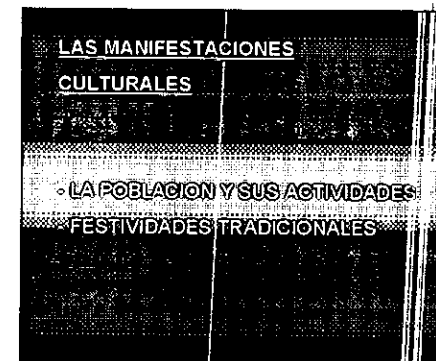 LAS MANIFESTACIONES
CULTURALES
- LA POBLACION Y SUS ACTIVIDADES
- FESTIVIDADES TRADICIONALES